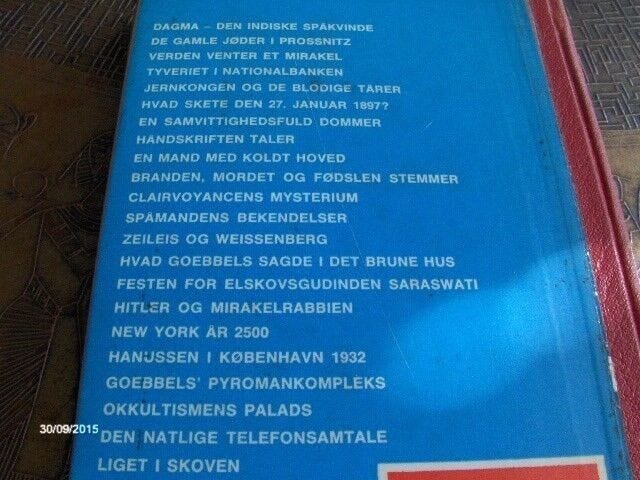 DAGMA – DEN INDISKE SPÅKVINDE
DE GAMLE JØDER I PROSSNITZ
VERDEN VENTER ET MIRAKEL
TYVERIET I NATIONALBANKEN
JERNKONGEN OG DE BLODIGE TÅRER
HVAD SKETE DEN 27. JANUAR 1897?
EN SAMVITTIGHEDSFULD DOMMER
HÅNDSKRIFTEN TALER
EN MAND MED KOLDT HOVED
BRANDEN, MORDET OG FØDSLEN STEMMER
CLAIRVOYANCENS MYSTERIUM
SPÅMANDENS BEKENDELSER
ZEILEIS OG WEISSENBERG
HVAD GOEBBELS SAGDE I DET BRUNE HUS
FESTEN FOR ELSKOVSGUDINDEN SARASWATI
HITLER OG MIRAKELRABBIEN
NEW YORK ÅR 2500
HANUSSEN I KØBENHAVN 1932
GOEBBELS' PYROMANKOMPLEKS
OKKULTISMENS PALADS
DEN NATLIGE TELEFONSAMTALE
LIGET I SKOVEN
30/09/2015